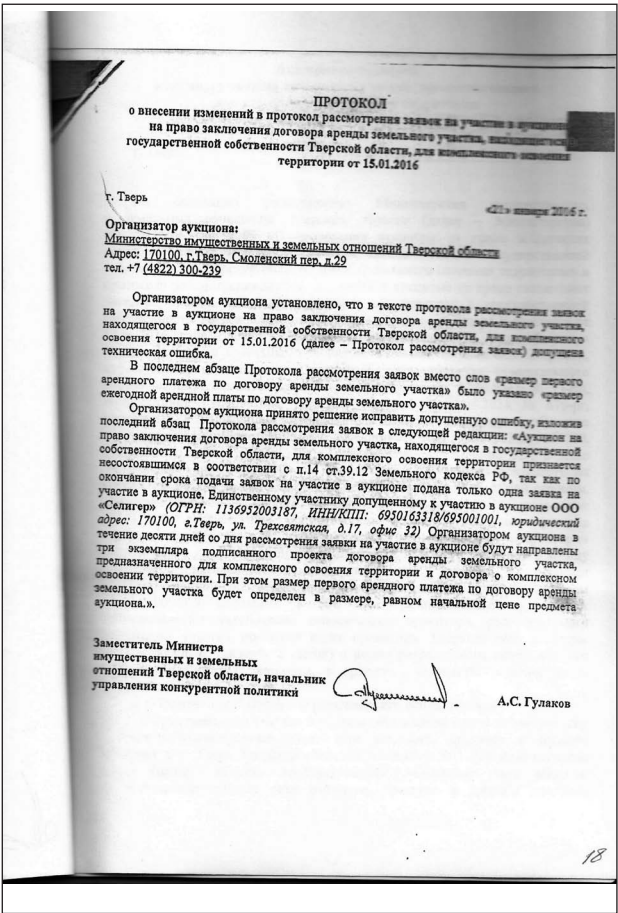 ПРОТОКОЛ
о внесении изменений в протокол рассмотрения заявок на участие в аукционе
на право заключения договора аренды земельного участка, находящегося в
государственной собственности Тверской области, для комплексного освоения
территории от 15.01.2016
г. Тверь
«21» января 2016 г.
Организатор аукциона:
Министерство имущественных и земельных отношений Тверской области
Адрес: 170100, г.Тверь, Смоленский пер, д.29
тел. +7 (4822) 300-239
Организатором аукциона установлено, что в тексте протокола рассмотрения заявок
на участие в аукционе на право заключения договора аренды земельного участка,
находящегося в государственной собственности Тверской области, для комплексного
освоения территории от 15.01.2016 (далее – Протокол рассмотрения заявок) допущена
техническая ошибка.
В последнем абзаце Протокола рассмотрения заявок вместо слов «размер первого
арендного платежа по договору аренды земельного участка» было указано «размер
ежегодной арендной платы по договору аренды земельного участка».
Организатором аукциона принято решение исправить допущенную ошибку, изложив
последний абзац Протокола рассмотрения заявок в следующей редакции: «Аукцион на
право заключения договора аренды земельного участка, находящегося в государственной
собственности Тверской области, для комплексного освоения территории признается
несостоявшимся в соответствии с п.14 ст.39.12 Земельного кодекса РФ, так как по
окончании срока подачи заявок на участие в аукционе подана только одна заявка на
участие в аукционе. Единственному участнику допущенному к участию в аукционе ООО
«Селигер» (ОГРН: 1136952003187, ИНН/КПП: 6950163318/695001001, юридический
адрес: 170100, г.Тверь, ул. Трехсвятская, д.17, офис 32) Организатором аукциона в
течение десяти дней со дня рассмотрения заявки на участие в аукционе будут направлены
три экземпляра подписанного проекта договора аренды земельного участка,
предназначенного для комплексного освоения территории и договора о комплексном
освоении территории. При этом размер первого арендного платежа по договору аренды
земельного участка будет определен в размере, равном начальной цене предмета
аукциона.».
Заместитель Министра
имущественных и земельных
отношений Тверской области, начальник
управления конкурентной политики
А.С. Гулаков
18